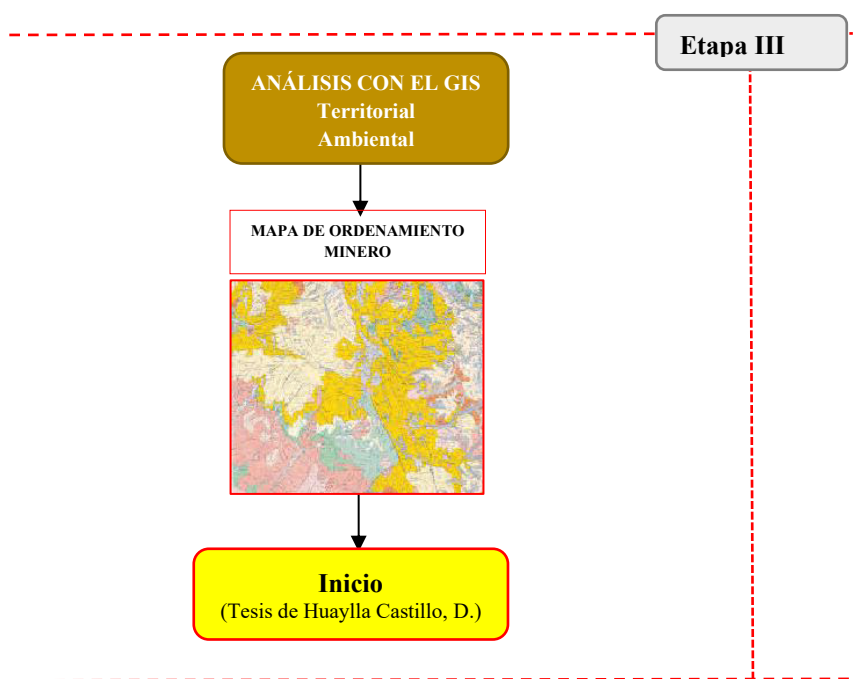 Etapa III
ANÁLISIS CON EL GIS
Territorial
Ambiental
MAPA DE ORDENAMIENTO
MINERO
Inicio
(Tesis de Huaylla Castillo, D.)